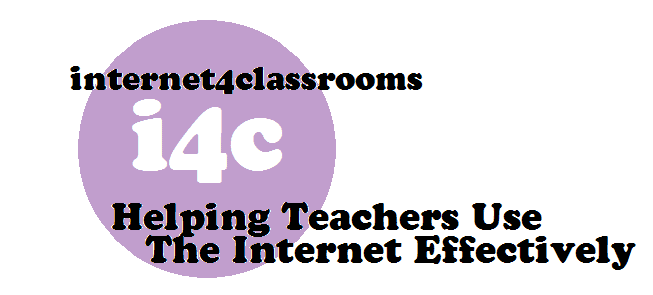 internet4classrooms
i4c
Helping Teachers Use
The Internet Effectively